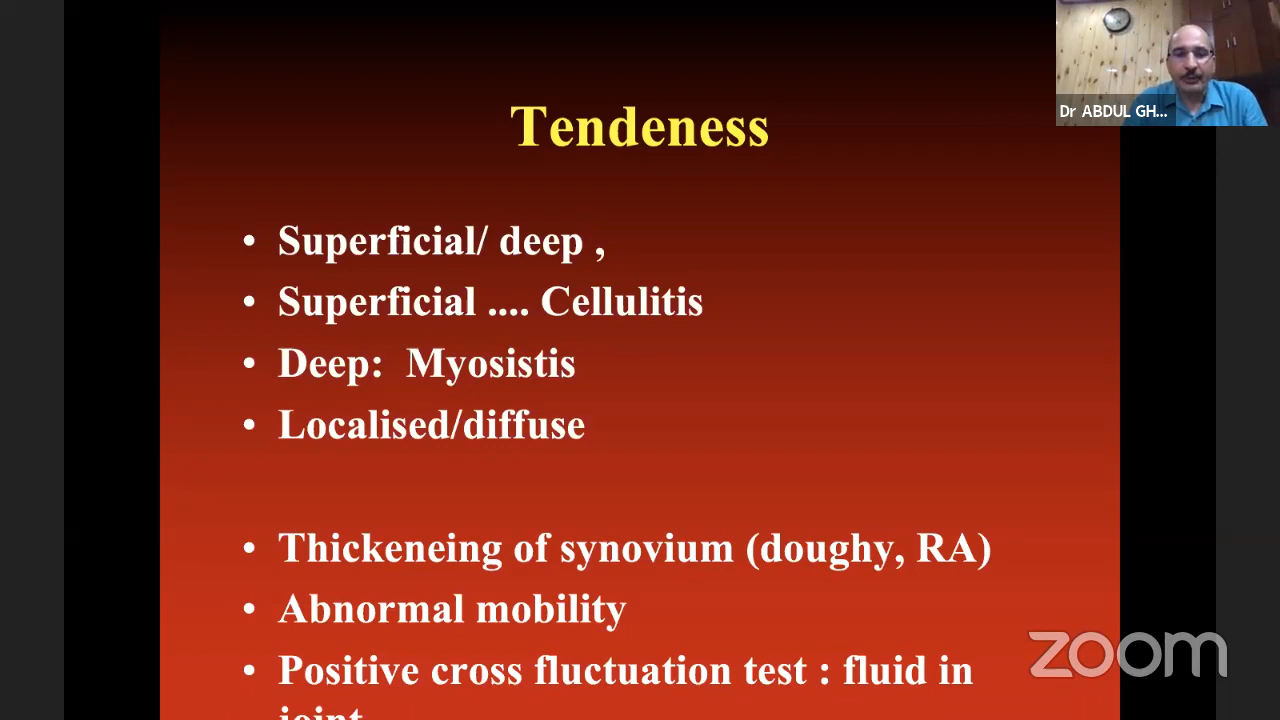 Dr ABDUL GH...
Tendeness
• Superficial/ deep ,
• Superficial .... Cellulitis
• Deep: Myosistis
• Localised/diffuse
• Thickeneing of synovium (doughy, RA)
• Abnormal mobility
• Positive cross fluctuation test : fluid in
joint
zoom